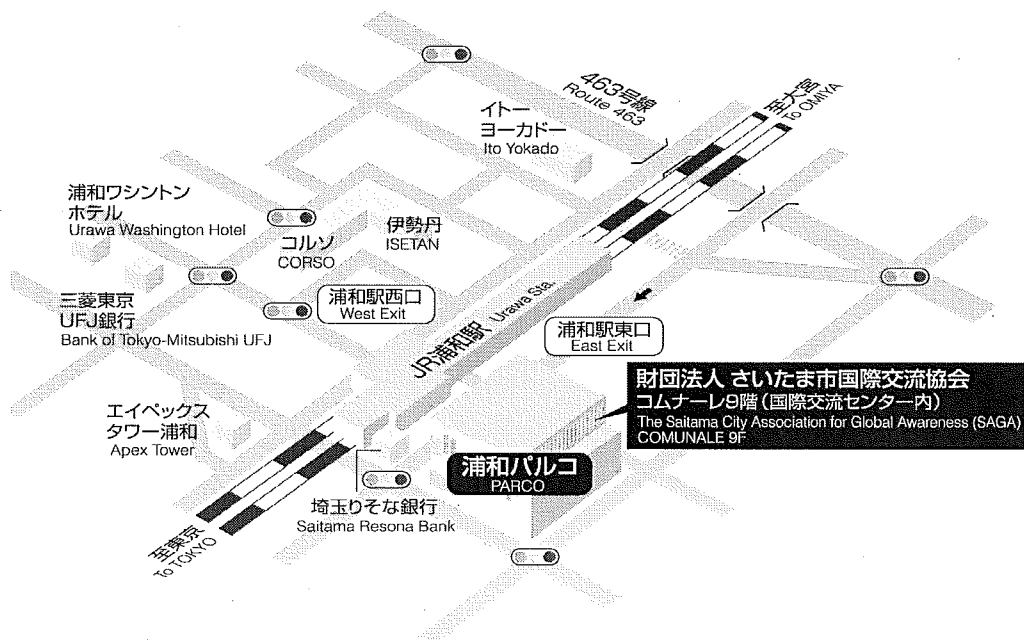 463号線
Route 463
至大宮
To OMIYA
イトー
ヨーカドー
Ito Yokado
浦和ワシントン
ホテル
Urawa Washington Hotel
コルソ
CORSO
伊勢丹
ISETAN
三菱東京
UFJ銀行
Bank of Tokyo-Mitsubishi UFJ
浦和駅西口
West Exit
JR浦和駅 Urawa Sta.
浦和駅東口
East Exit
財団法人 さいたま市国際交流協会
コムナーレ9階(国際交流センター内)
The Saitama City Association for Global Awareness (SAGA)
COMUNALE 9F
エイペックス
タワー浦和
Apex Tower
浦和パルコ
PARCO
埼玉りそな銀行
Saitama Resona Bank
至東京
To TOKYO